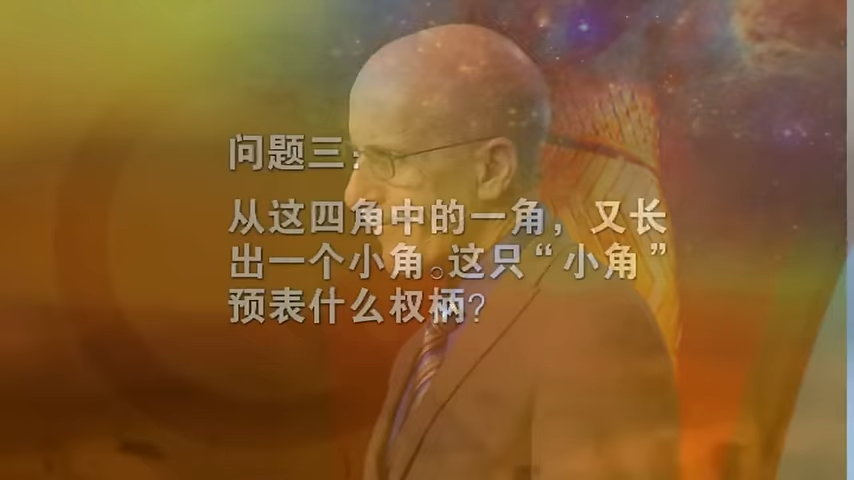 问题三：
从这四角中的一角，又长
出一个小角。这只“小角”
预表什么权柄？